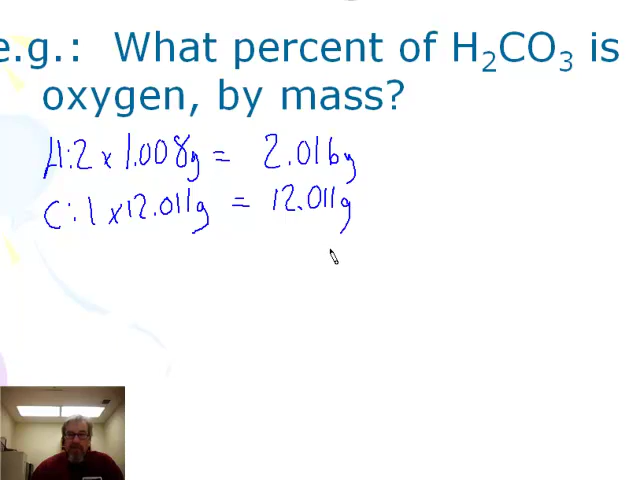 e.g.: What percent of H₂CO₃ is
oxygen, by mass?
H: 2 x 1.008g = 2.016g
C: 1 x 12.011g = 12.011g